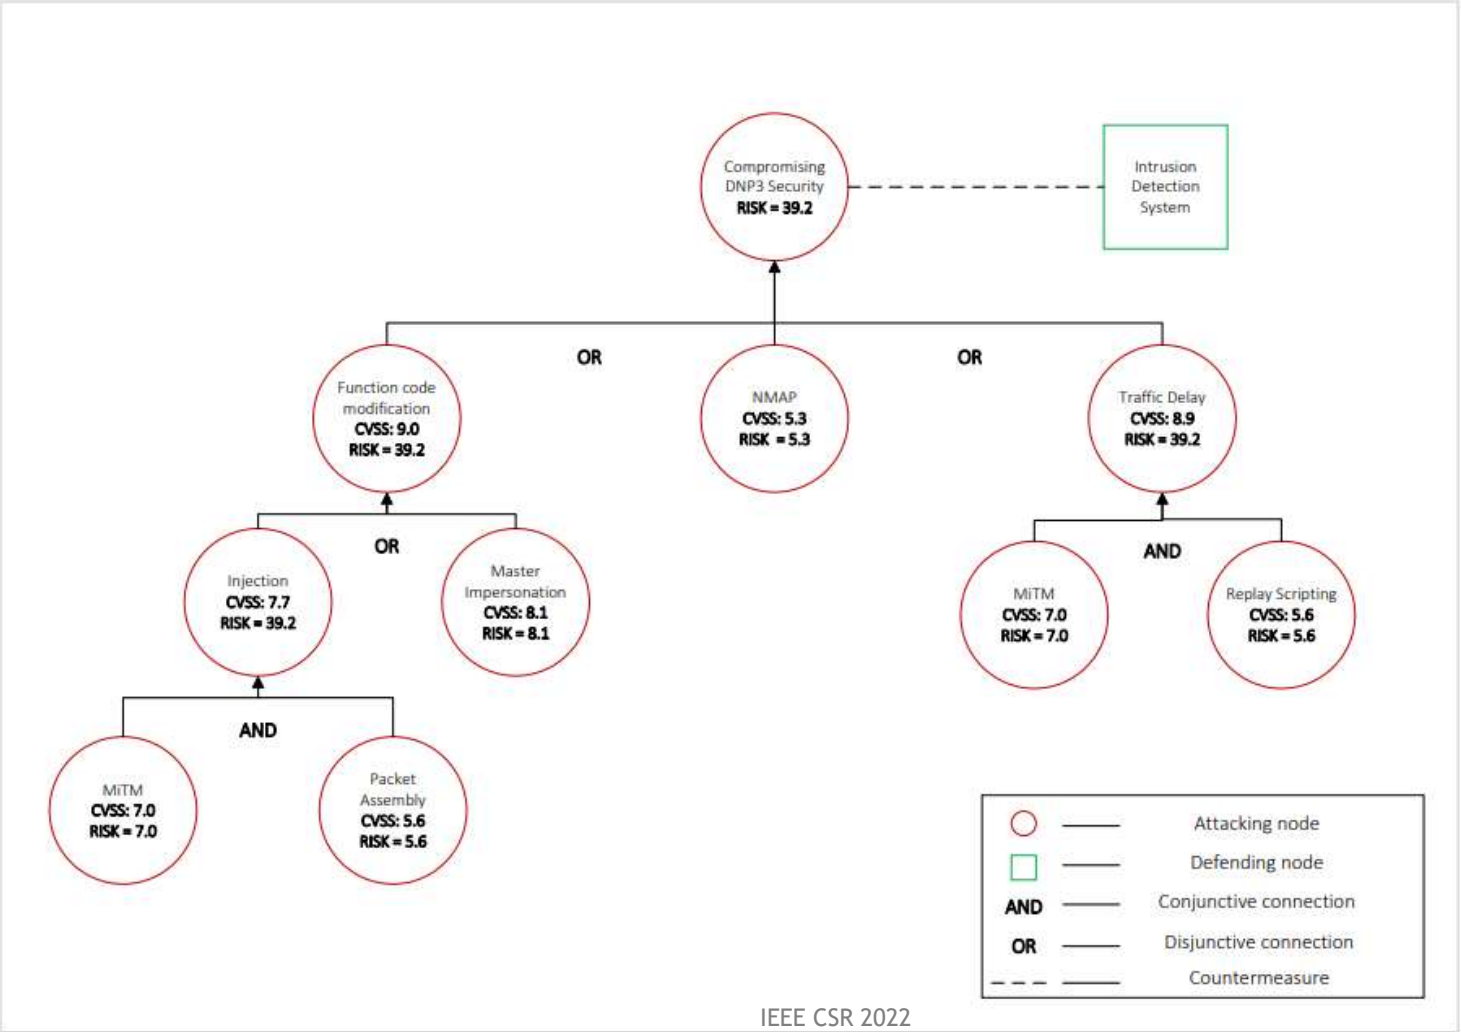 Compromising
DNP3 Security
RISK = 39.2
Intrusion
Detection
System
OR
OR
Function code
modification
CVSS: 9.0
RISK = 39.2
NMAP
CVSS: 5.3
RISK = 5.3
Traffic Delay
CVSS: 8.9
RISK = 39.2
OR
AND
Injection
CVSS: 7.7
RISK = 39.2
Master
Impersonation
CVSS: 8.1
RISK = 8.1
MiTM
CVSS: 7.0
RISK = 7.0
Replay Scripting
CVSS: 5.6
RISK = 5.6
AND
MiTM
CVSS: 7.0
RISK = 7.0
Packet
Assembly
CVSS: 5.6
RISK = 5.6
Attacking node
Defending node
AND Conjunctive connection
OR Disjunctive connection
Countermeasure
IEEE CSR 2022